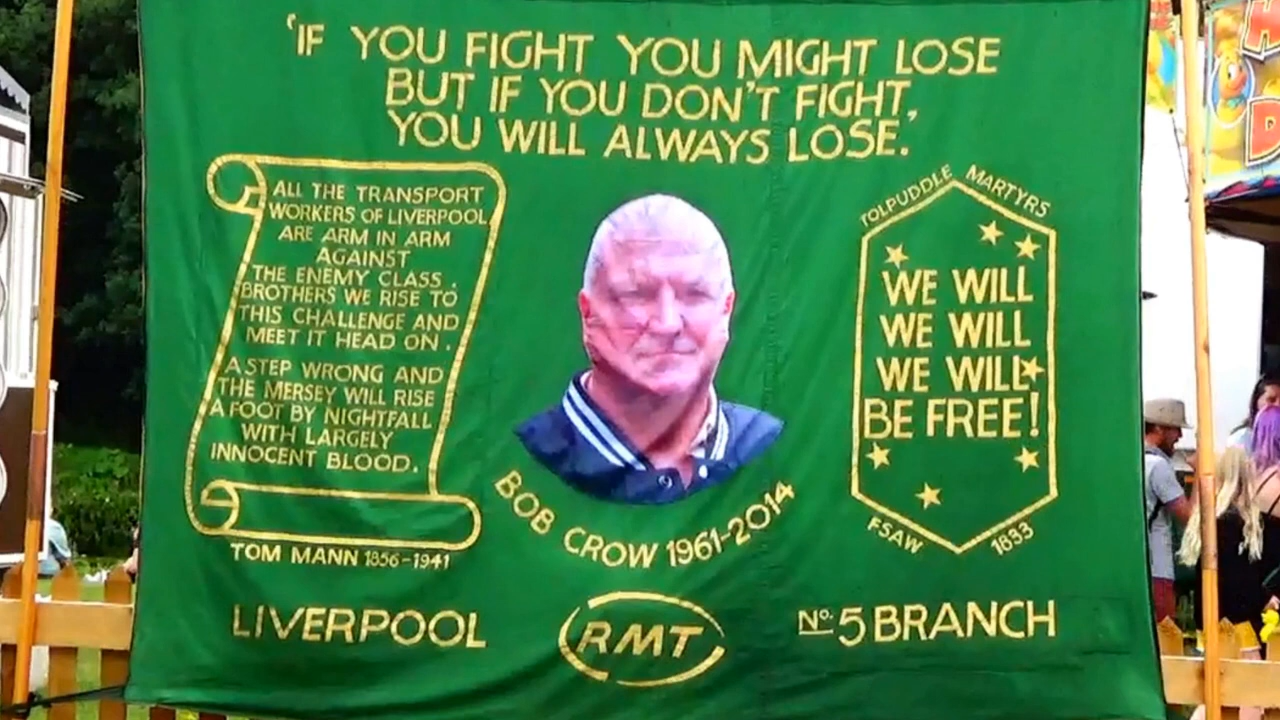 'IF YOU FIGHT YOU MIGHT LOSE
BUT IF YOU DON'T FIGHT,
YOU WILL ALWAYS LOSE.'
ALL THE TRANSPORT
WORKERS OF LIVERPOOL
ARE ARM IN ARM
AGAINST
THE ENEMY CLASS.
BROTHERS WE RISE TO
THIS CHALLENGE AND
MEET IT HEAD ON.
A STEP WRONG AND
THE MERSEY WILL RISE
A FOOT BY NIGHTFALL
WITH LARGELY
INNOCENT BLOOD.
TOM MANN 1856-1941
BOB CROW 1961-2014
TOLPUDDLE MARTYRS
WE WILL
WE WILL
WE WILL
BE FREE!
FSAW 1833
LIVERPOOL
RMT
No. 5 BRANCH